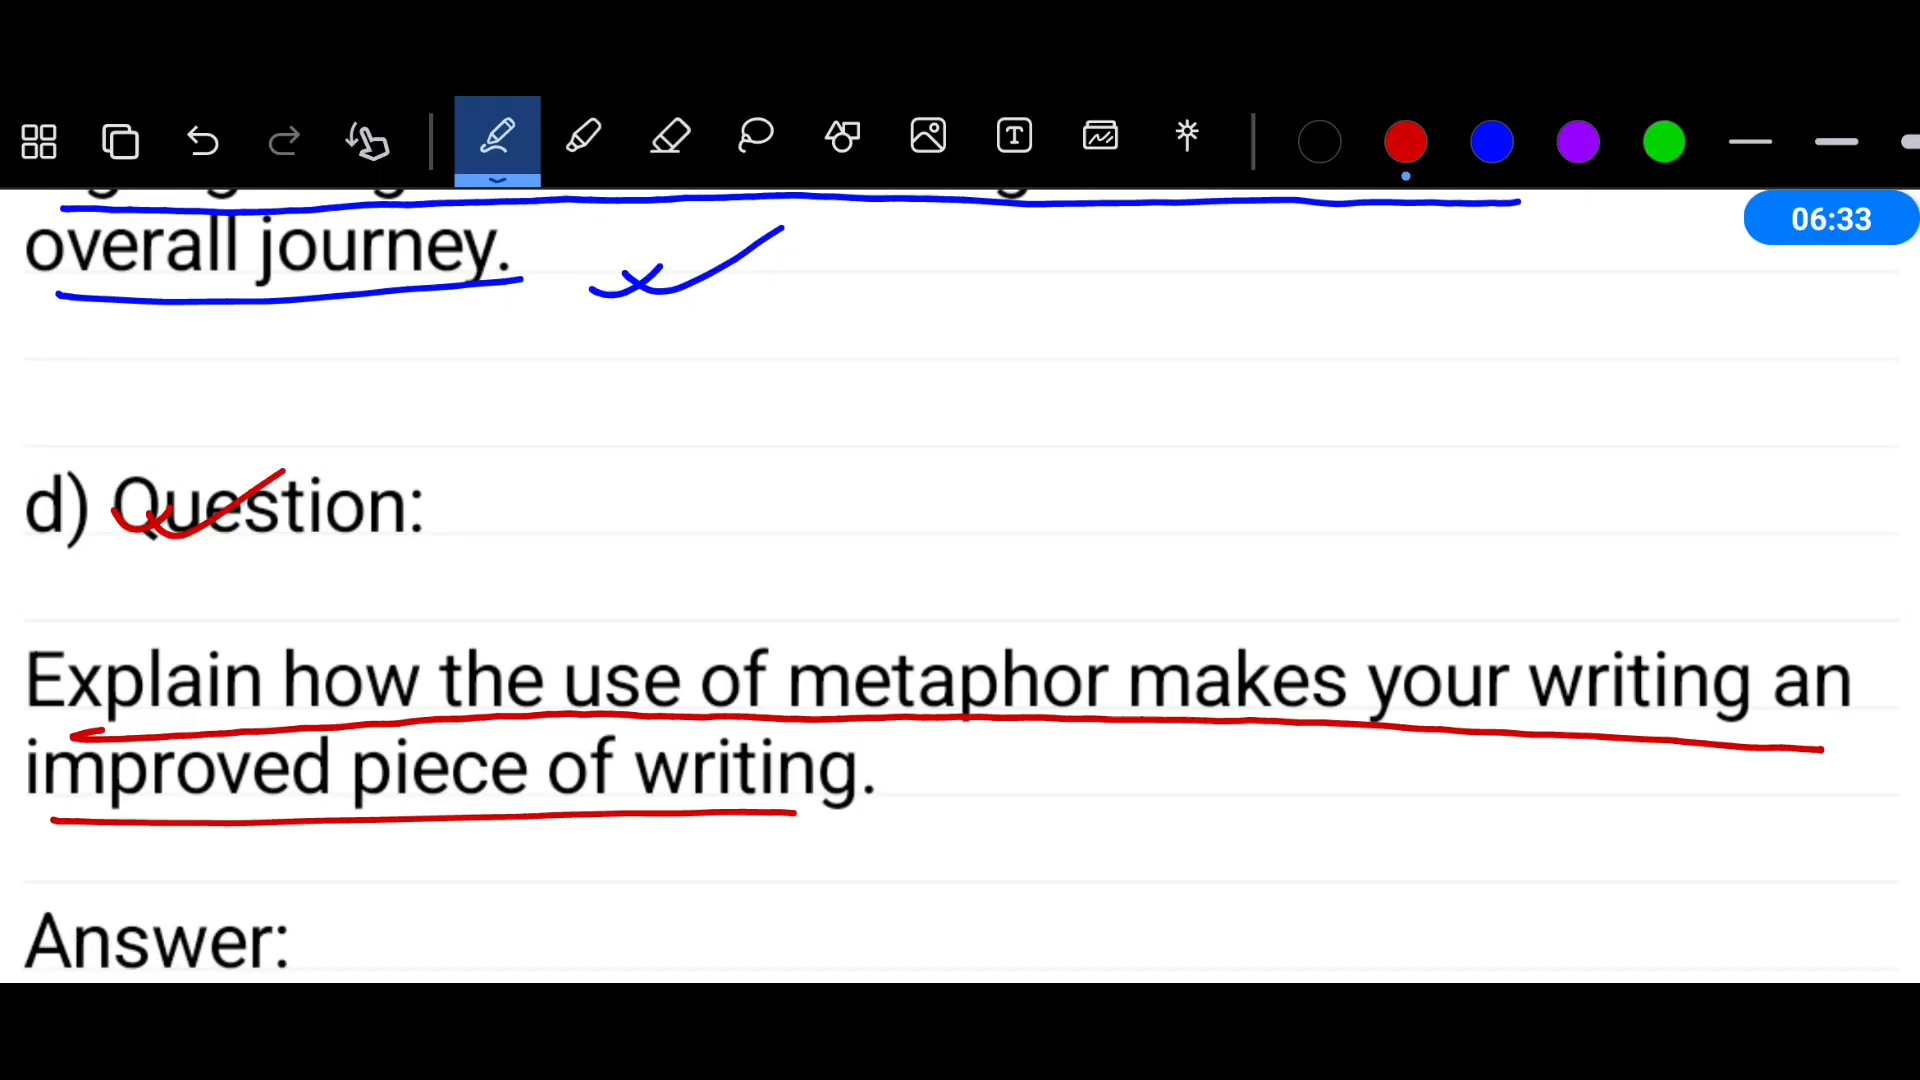 06:33
overall journey.
d) Question:
Explain how the use of metaphor makes your writing an
improved piece of writing.
Answer: